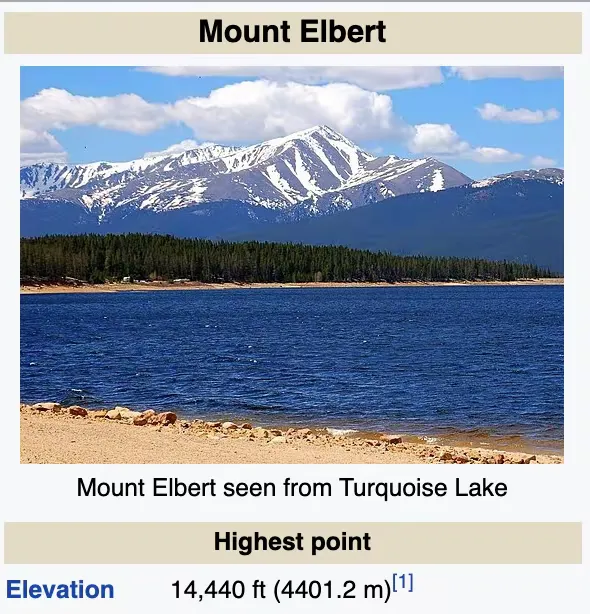 Mount Elbert
Mount Elbert seen from Turquoise Lake
Highest point
Elevation 14,440 ft (4401.2 m)[1]